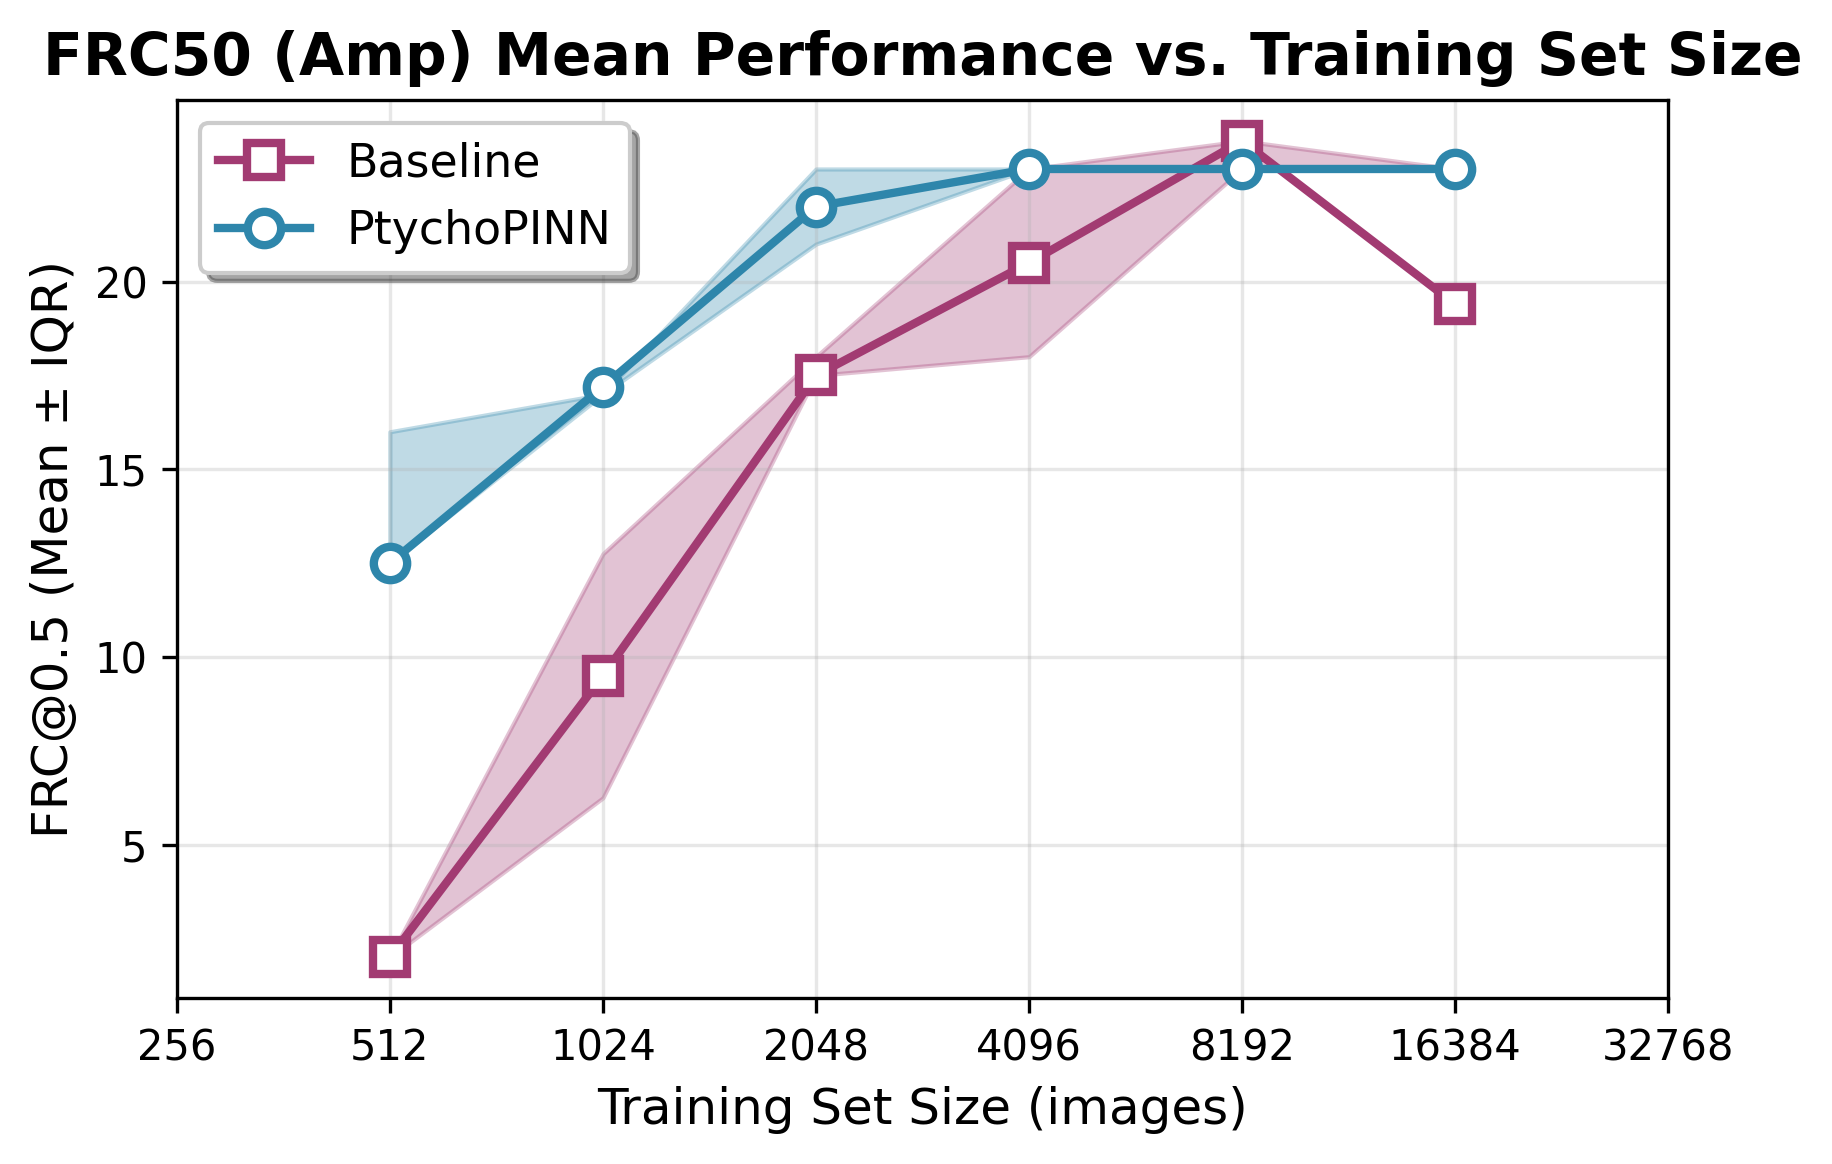 FRC50 (Amp) Mean Performance vs. Training Set Size
Baseline
PtychoPINN
FRC@0.5 (Mean ± IQR)
20
15
10
5
256 512 1024 2048 4096 8192 16384 32768
Training Set Size (images)